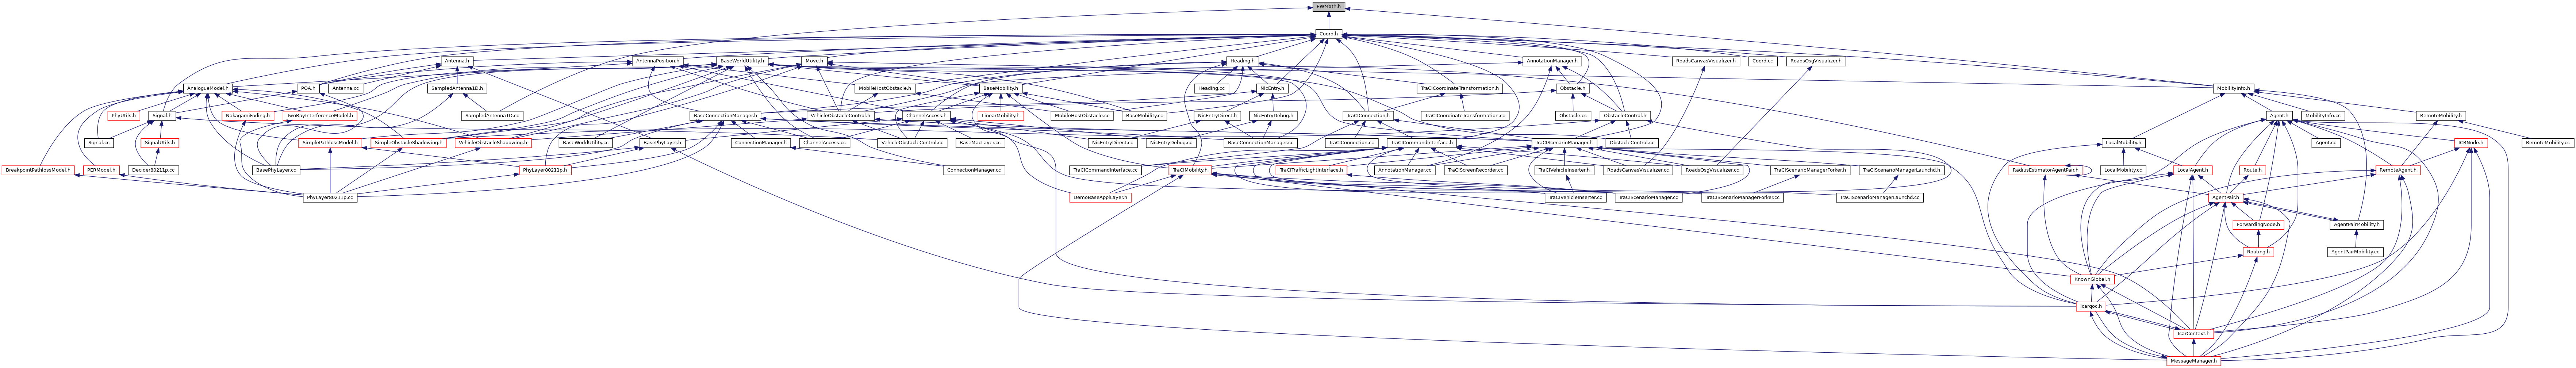 FWMath.h
Coord.h
Antenna.h
AntennaPosition.h
BaseWorldUtility.h
Move.h
Heading.h
AnnotationManager.h
RoadsCanvasVisualizer.h
Coord.cc
RoadsOsgVisualizer.h
AnalogueModel.h
POA.h
Antenna.cc
SampledAntenna1D.h
MobileHostObstacle.h
BaseMobility.h
Heading.cc
NicEntry.h
TraCICoordinateTransformation.h
Obstacle.h
MobilityInfo.h
PhyUtils.h
Signal.h
NakagamiFading.h
TwoRayInterferenceModel.h
SampledAntenna1D.cc
BaseConnectionManager.h
VehicleObstacleControl.h
ChannelAccess.h
LinearMobility.h
MobileHostObstacle.cc
BaseMobility.cc
NicEntryDirect.h
NicEntryDebug.h
TraCIConnection.h
TraCICoordinateTransformation.cc
Obstacle.cc
ObstacleControl.h
Agent.h
MobilityInfo.cc
RemoteMobility.h
Signal.cc
SignalUtils.h
SimplePathlossModel.h
SimpleObstacleShadowing.h
VehicleObstacleShadowing.h
BaseWorldUtility.cc
BasePhyLayer.h
ConnectionManager.h
ChannelAccess.cc
VehicleObstacleControl.cc
BaseMacLayer.cc
NicEntryDirect.cc
NicEntryDebug.cc
BaseConnectionManager.cc
TraCIConnection.cc
TraCICommandInterface.h
TraCIScenarioManager.h
ObstacleControl.cc
LocalMobility.h
Agent.cc
ICRNode.h
RemoteMobility.cc
BreakpointPathlossModel.h
PERModel.h
Decider80211p.cc
BasePhyLayer.cc
PhyLayer80211p.h
ConnectionManager.cc
TraCICommandInterface.cc
TraCIMobility.h
TraCITrafficLightInterface.h
AnnotationManager.cc
TraCIScreenRecorder.cc
TraCIVehicleInserter.h
RoadsCanvasVisualizer.cc
RoadsOsgVisualizer.cc
TraCIScenarioManagerForker.h
TraCIScenarioManagerLaunchd.h
RadiusEstimatorAgentPair.h
LocalMobility.cc
LocalAgent.h
Route.h
RemoteAgent.h
PhyLayer80211p.cc
DemoBaseApplLayer.h
TraCIVehicleInserter.cc
TraCIScenarioManager.cc
TraCIScenarioManagerForker.cc
TraCIScenarioManagerLaunchd.cc
AgentPair.h
ForwardingNode.h
AgentPairMobility.h
Routing.h
AgentPairMobility.cc
KnownGlobal.h
Icarqoc.h
IcarContext.h
MessageManager.h